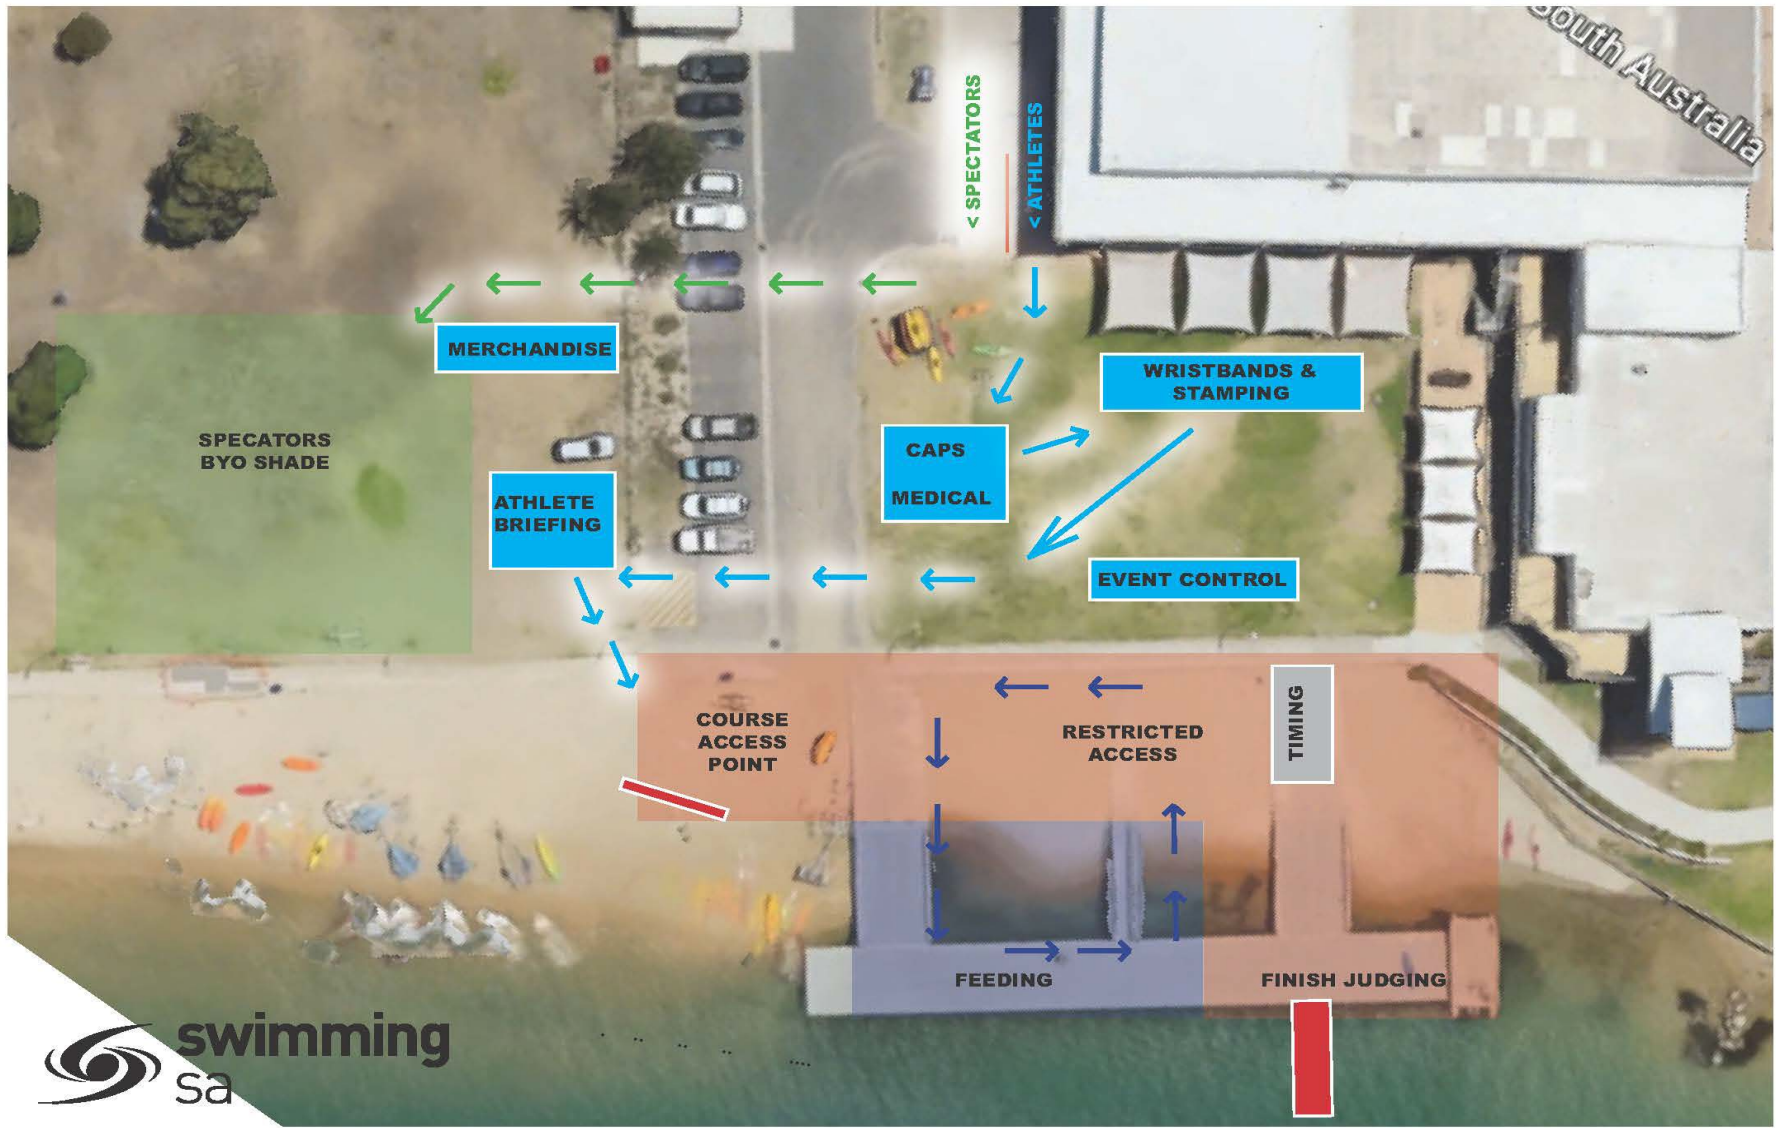 South Australia
< SPECTATORS
< ATHLETES
MERCHANDISE
WRISTBANDS &
STAMPING
SPECATORS
BYO SHADE
CAPS
MEDICAL
ATHLETE
BRIEFING
EVENT CONTROL
COURSE
ACCESS
POINT
RESTRICTED
ACCESS
TIMING
FEEDING
FINISH JUDGING
swimming
sa